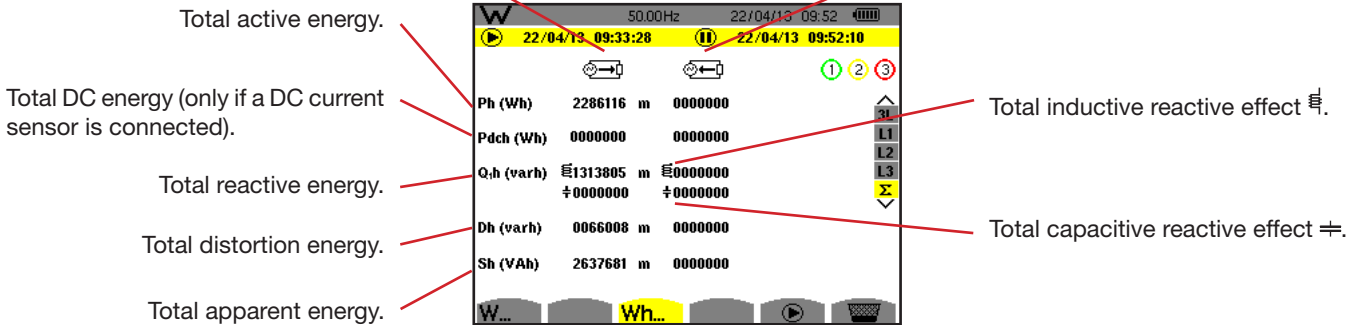 Total active energy.
Total DC energy (only if a DC current
sensor is connected).
Total reactive energy.
Total distortion energy.
Total apparent energy.
W 50.00Hz 22/04/13 09:52
22/04/13 09:33:28 22/04/13 09:52:10
1 2 3
Ph (Wh) 2286116 m 0000000
3L
Pdch (Wh) 0000000 0000000
L1
L2
Q₁h (varh) 1313805 m 0000000
L3
0000000 0000000
Σ
Dh (varh) 0066008 m 0000000
Sh (VAh) 2637681 m 0000000
W... Wh...
Total inductive reactive effect .
Total capacitive reactive effect .